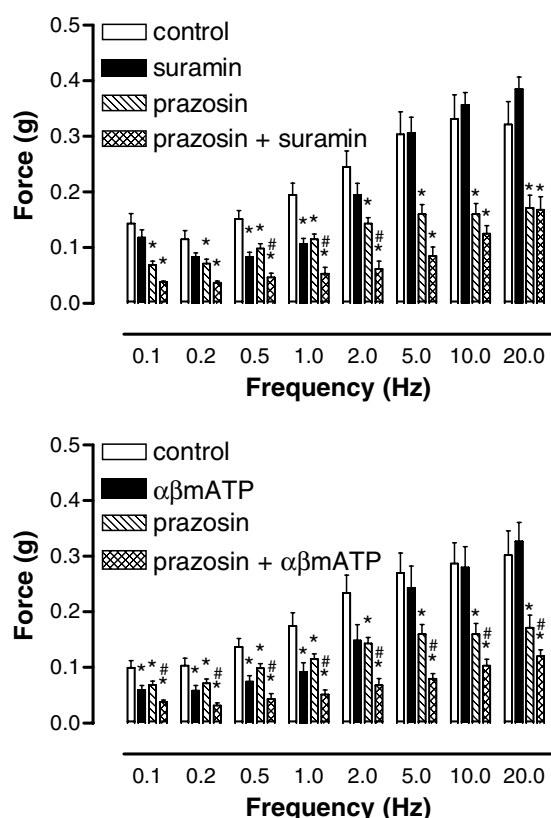 0.5
control
suramin
0.4
prazosin
0.3
prazosin + suramin
Force (g)
0.2
* * * * * *
0.1
* * * # * * * # * * # * * *
0.0
0.1 0.2 0.5 1.0 2.0 5.0 10.0 20.0
Frequency (Hz)
0.5
control
0.4
αβmATP
prazosin
0.3
prazosin + αβmATP
Force (g)
0.2
0.1
* * # * * * # * * * # * * * # * * # * * # * * # * * # *
0.0
0.1 0.2 0.5 1.0 2.0 5.0 10.0 20.0
Frequency (Hz)